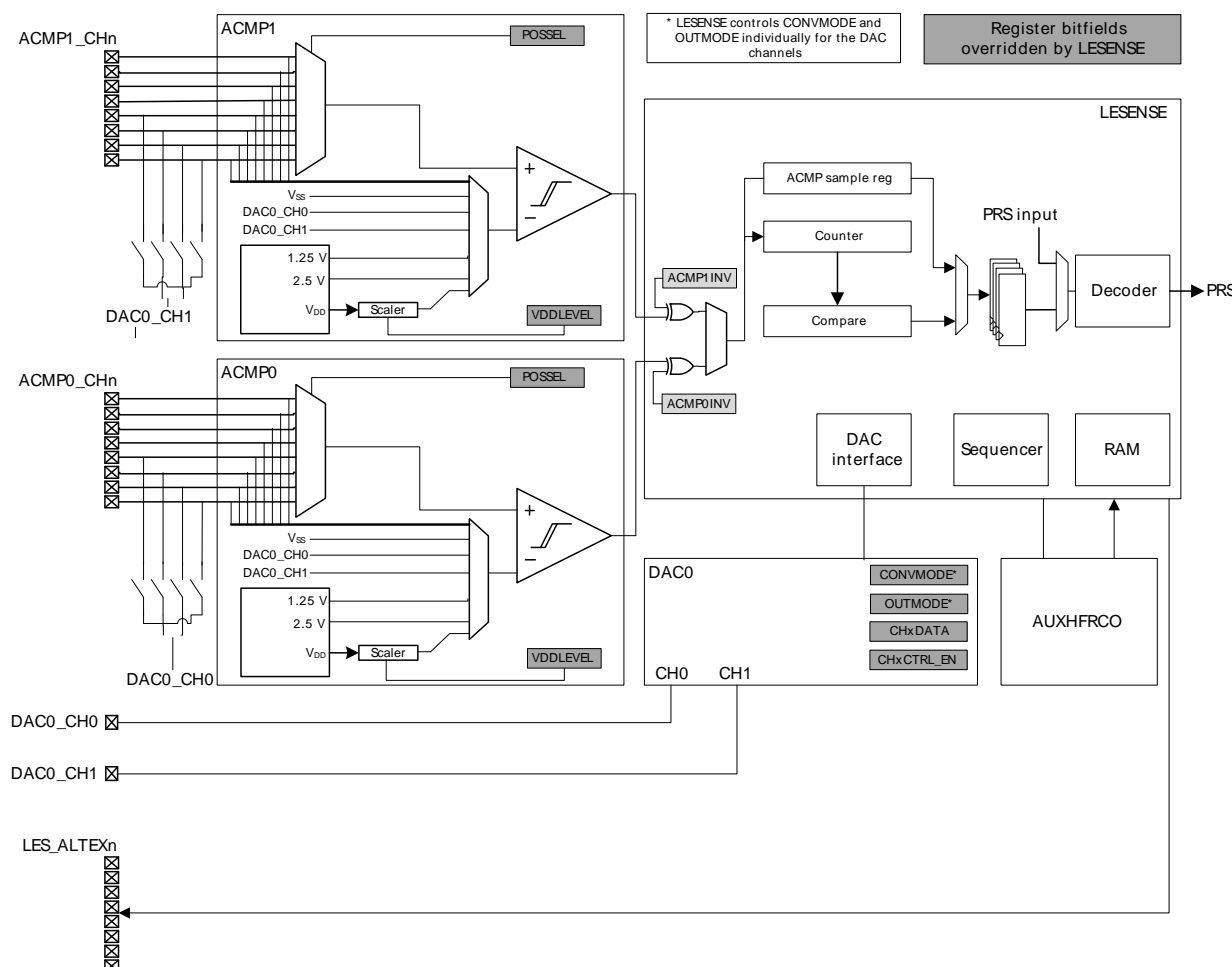 ACMP1_CHn
ACMP1
POSSEL
* LESENSE controls CONVMODE and
OUTMODE individually for the DAC
channels
Register bitfields
overridden by LESENSE
LESENSE
+
−
VSS
DAC0_CH0
DAC0_CH1
1.25 V
2.5 V
VDD
Scaler
VDDLEVEL
DAC0_CH1
ACMP sample reg
Counter
Compare
PRS input
Decoder
PRS
ACMP1INV
ACMP0INV
DAC
interface
Sequencer
RAM
ACMP0_CHn
ACMP0
POSSEL
+
−
VSS
DAC0_CH0
DAC0_CH1
1.25 V
2.5 V
VDD
Scaler
VDDLEVEL
DAC0_CH0
DAC0
CONVMODE*
OUTMODE*
CHxDATA
CHxCTRL_EN
CH0
CH1
AUXHFRCO
DAC0_CH0
DAC0_CH1
LES_ALTEXn